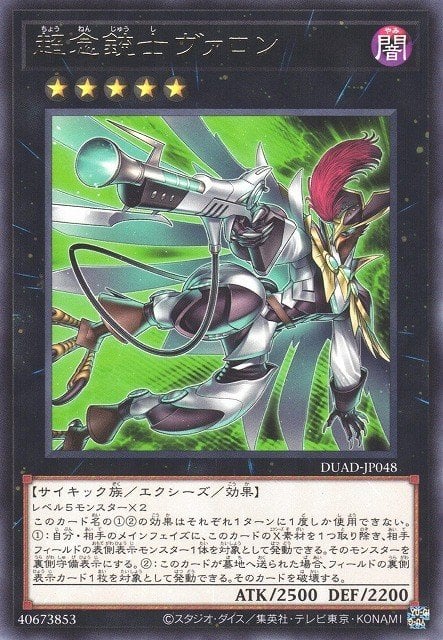 超念銃士ヴァロン
闇
DUAD-JP048
【サイキック族／エクシーズ／効果】
レベル５モンスター×２
このカード名の①②の効果はそれぞれ１ターンに１度しか使用できない。
①：自分・相手のメインフェイズに、このカードのＸ素材を１つ取り除き、相手
フィールドの表側表示モンスター１体を対象として発動できる。そのモンスターを
裏側守備表示にする。②：このカードが墓地へ送られた場合、フィールドの裏側
表示カード１枚を対象として発動できる。そのカードを破壊する。
ATK/2500 DEF/2200
40673853
©スタジオ・ダイス／集英社・テレビ東京・KONAMI